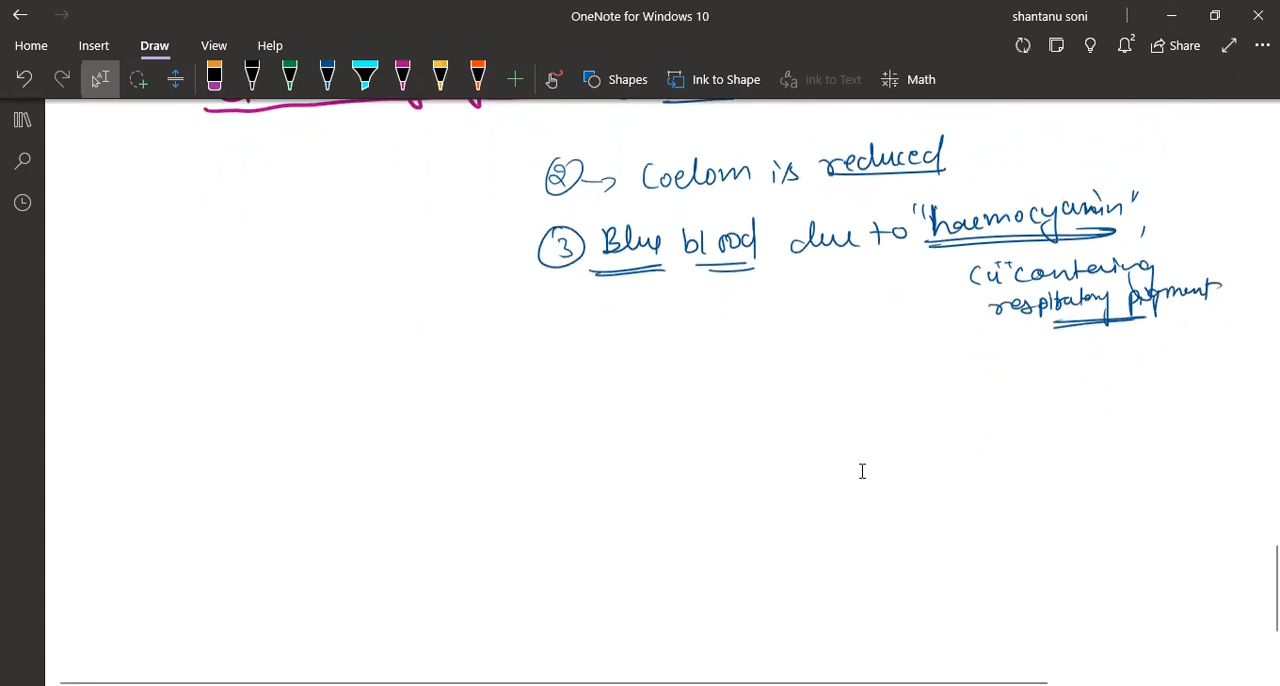 OneNote for Windows 10
shantanu soni
Home Insert Draw View Help
Share
Shapes Ink to Shape Ink to Text Math
② → Coelom is reduced
③ Blue blood due to "haemocyanin",
Cu⁺⁺ containing
respiratory pigment